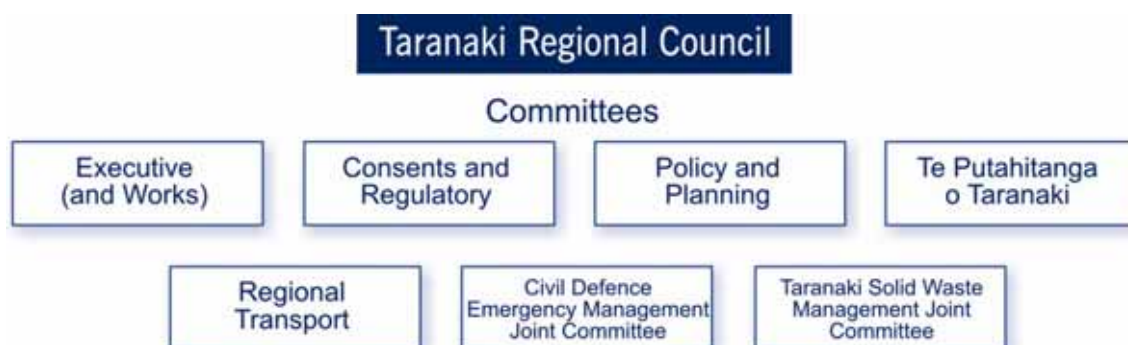 Taranaki Regional Council
Committees
Executive
(and Works)
Consents and
Regulatory
Policy and
Planning
Te Putahitanga
o Taranaki
Regional
Transport
Civil Defence
Emergency Management
Joint Committee
Taranaki Solid Waste
Management Joint
Committee